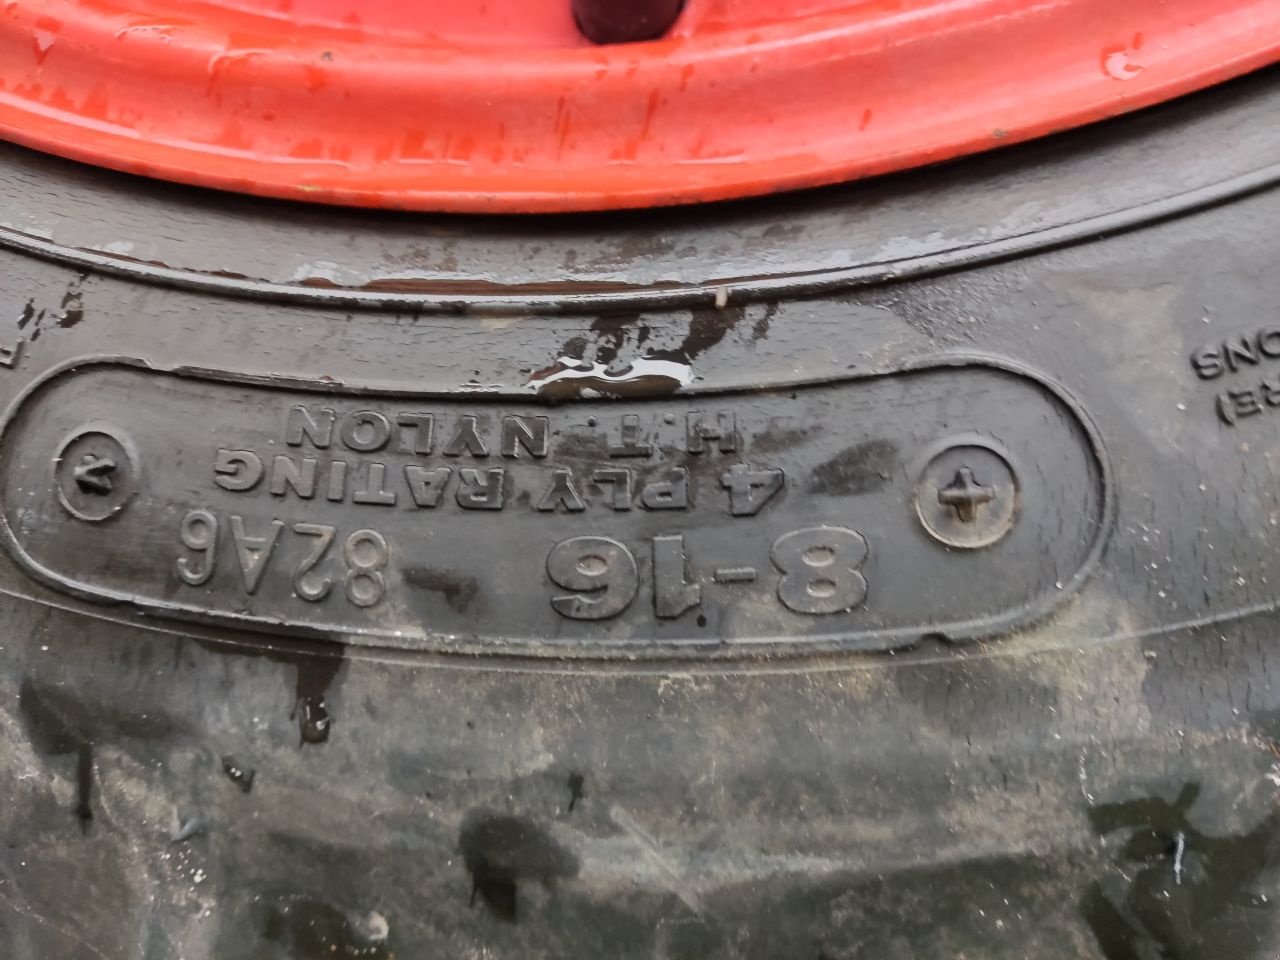 8-16 82A6
4 PLY RATING
H.T. NYLON